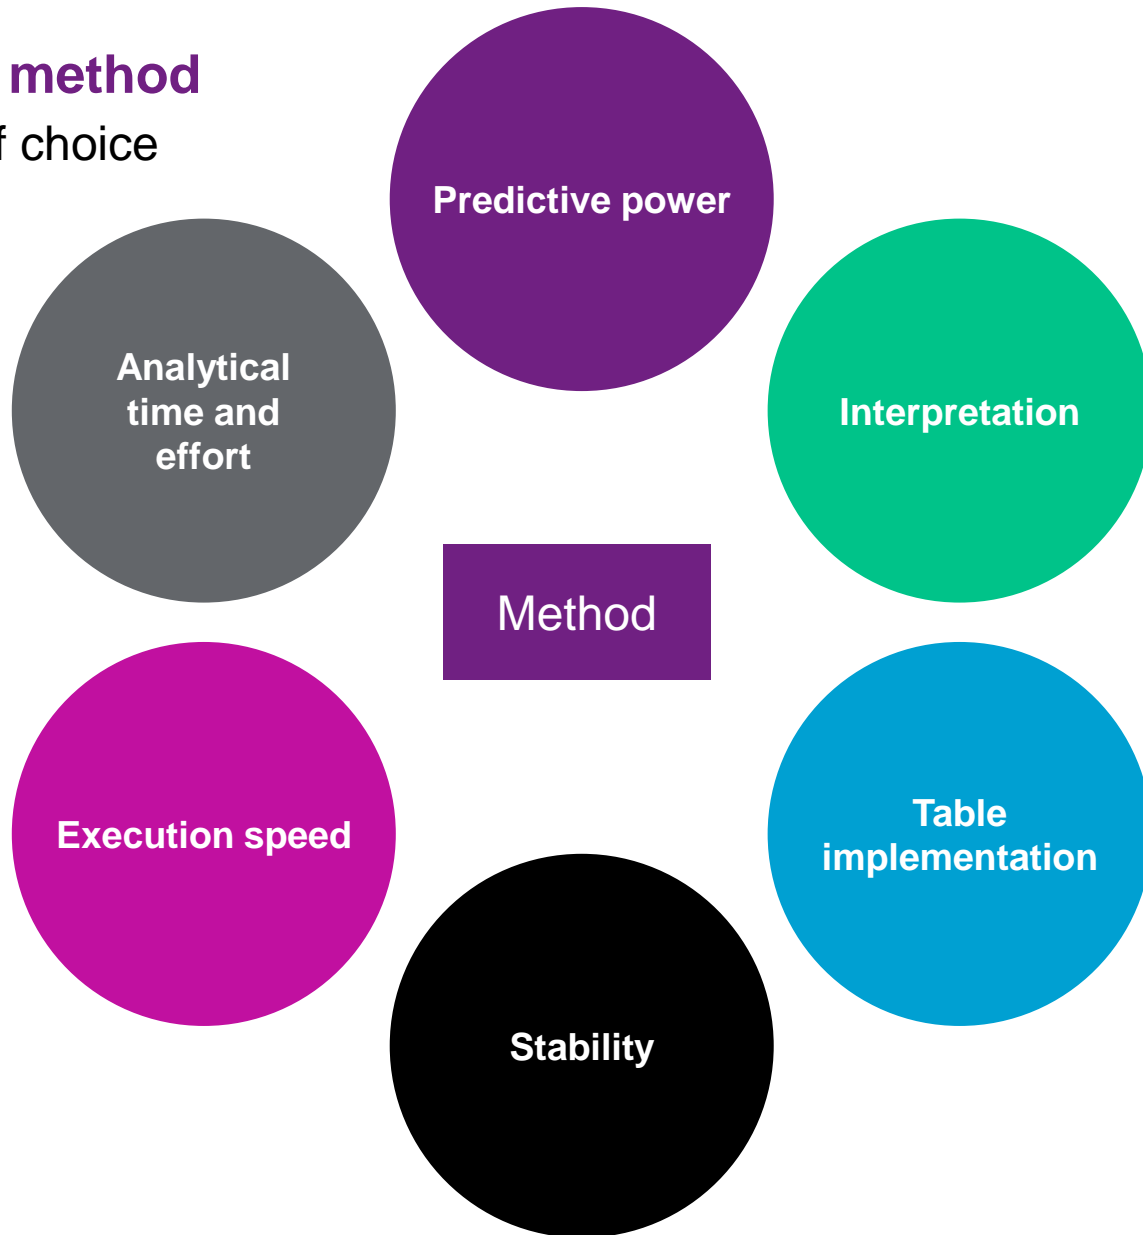 method
f choice
Predictive power
Analytical
time and
effort
Interpretation
Method
Execution speed
Table
implementation
Stability